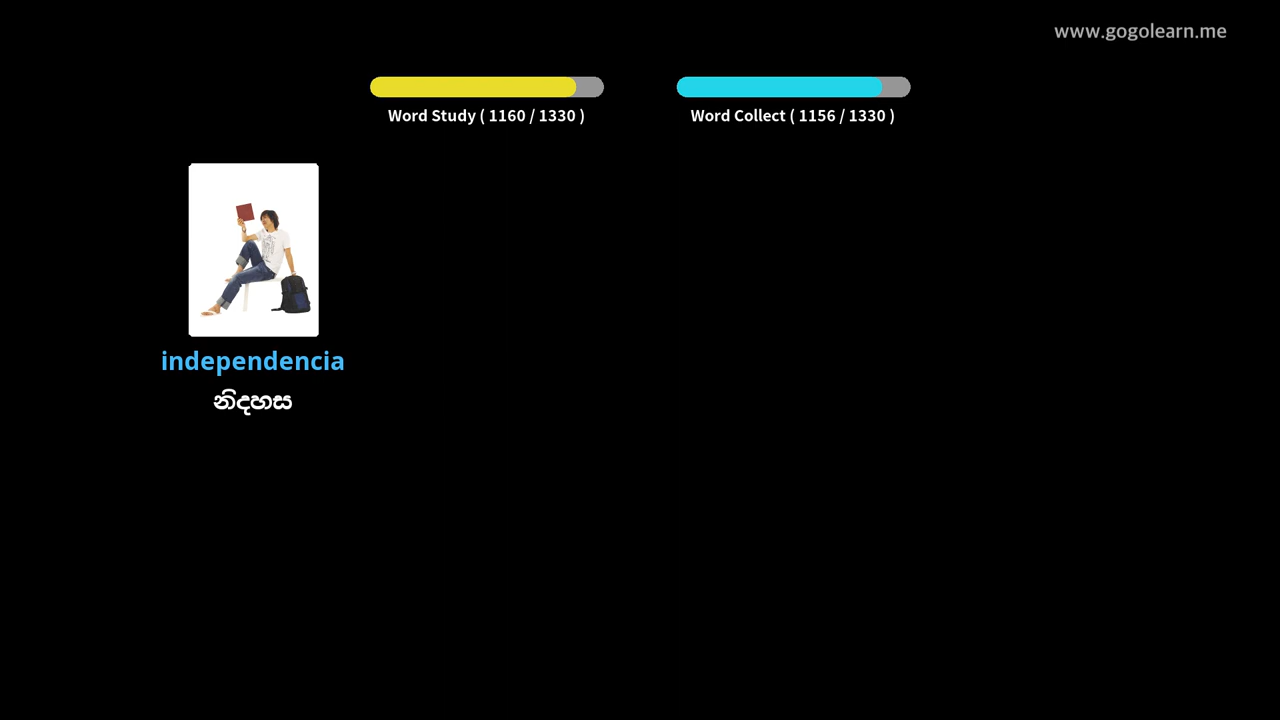 www.gogolearn.me
Word Study ( 1160 / 1330 )
Word Collect ( 1156 / 1330 )
independencia
නිදහස